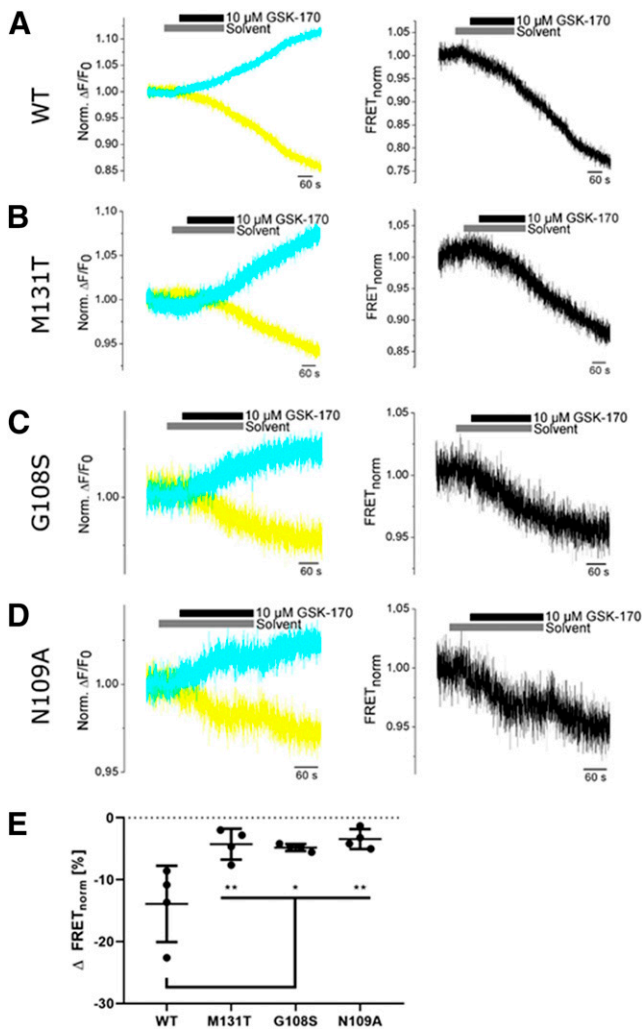 A
WT
Norm. ΔF/F0
1.10
1.05
1.00
0.95
0.90
0.85
10 µM GSK-170
Solvent
60 s
FRETnorm
1.05
1.00
0.95
0.90
0.85
0.80
0.75
10 µM GSK-170
Solvent
60 s
B
M131T
Norm. ΔF/F0
1.10
1.05
1.00
0.95
10 µM GSK-170
Solvent
60 s
FRETnorm
1.05
1.00
0.95
0.90
0.85
10 µM GSK-170
Solvent
60 s
C
G108S
Norm. ΔF/F0
1.00
10 µM GSK-170
Solvent
60 s
FRETnorm
1.05
1.00
0.95
10 µM GSK-170
Solvent
60 s
D
N109A
Norm. ΔF/F0
1.00
0.95
10 µM GSK-170
Solvent
60 s
FRETnorm
1.05
1.00
0.95
10 µM GSK-170
Solvent
60 s
E
Δ FRETnorm [%]
0
-10
-20
-30
** * **
WT M131T G108S N109A